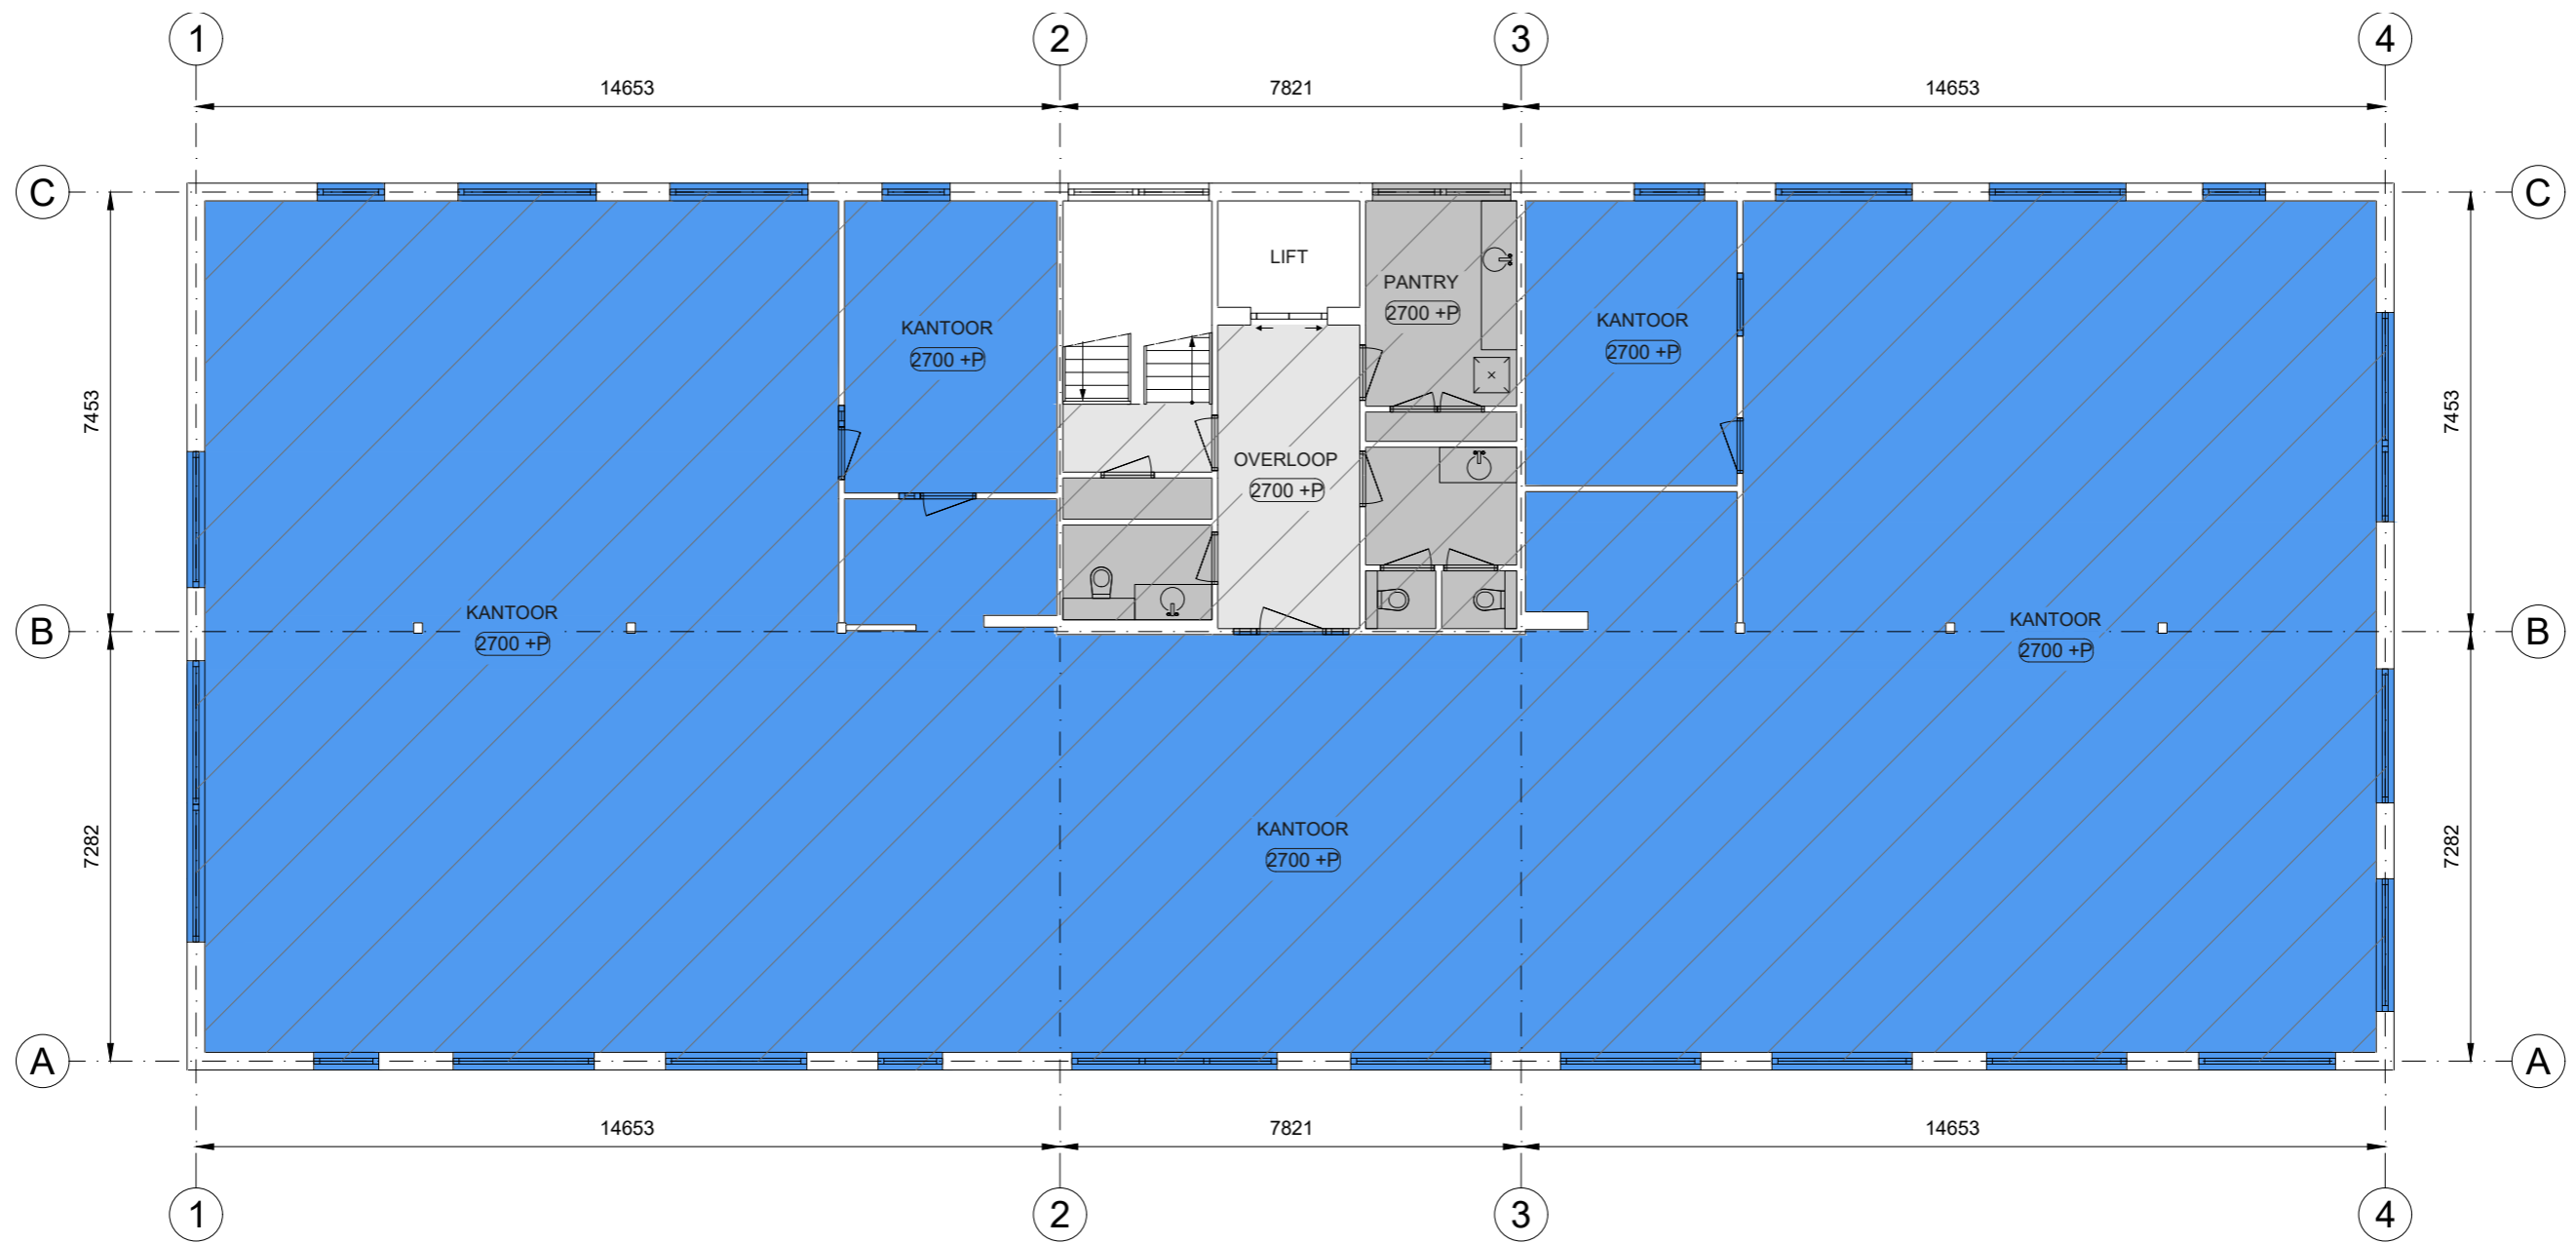 1 2 3 4
14653 7821 14653
C C
LIFT
PANTRY
2700 +P
KANTOOR
2700 +P
KANTOOR
2700 +P
7453 7453
OVERLOOP
2700 +P
KANTOOR
2700 +P
KANTOOR
2700 +P
B B
KANTOOR
2700 +P
7282 7282
A A
14653 7821 14653
1 2 3 4